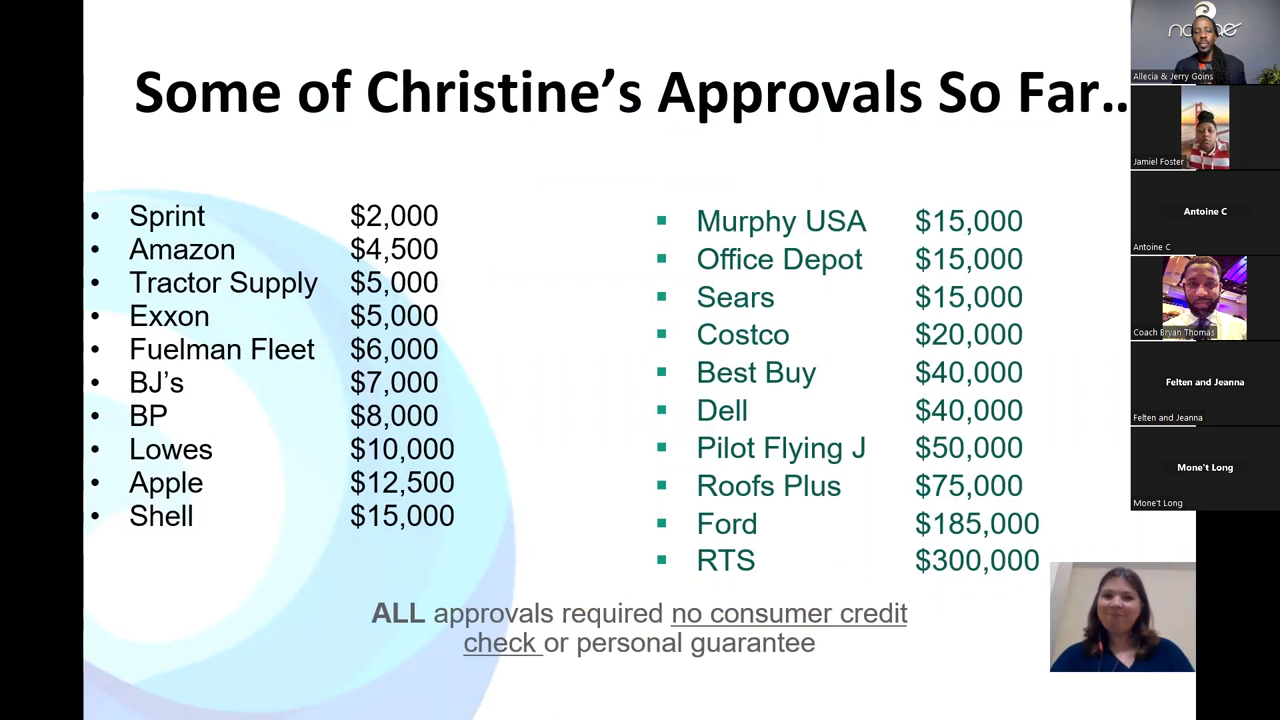 Some of Christine’s Approvals So Far…
• Sprint $2,000
• Amazon $4,500
• Tractor Supply $5,000
• Exxon $5,000
• Fuelman Fleet $6,000
• BJ’s $7,000
• BP $8,000
• Lowes $10,000
• Apple $12,500
• Shell $15,000
▪ Murphy USA $15,000
▪ Office Depot $15,000
▪ Sears $15,000
▪ Costco $20,000
▪ Best Buy $40,000
▪ Dell $40,000
▪ Pilot Flying J $50,000
▪ Roofs Plus $75,000
▪ Ford $185,000
▪ RTS $300,000
ALL approvals required no consumer credit
check or personal guarantee
Allecia & Jerry Goins
Jamiel Foster
Antoine C
Antoine C
Coach Bryan Thomas
Felten and Jeanna
Felten and Jeanna
Mone't Long
Mone't Long